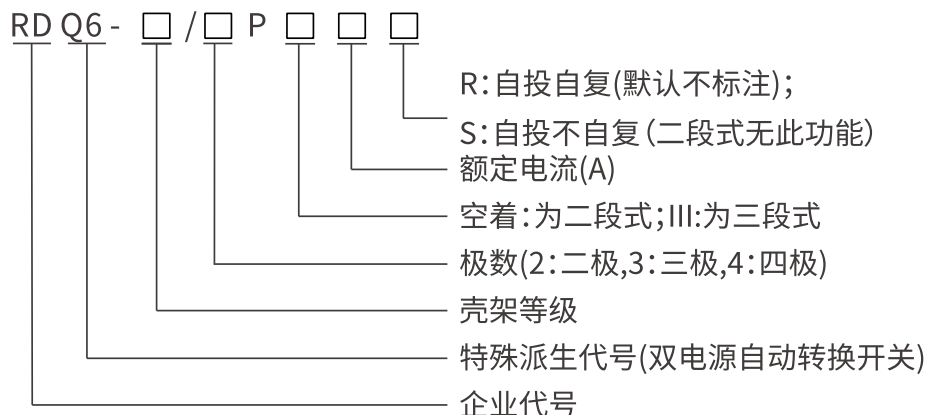 RD Q6-□/□P□□□
R:自投自复(默认不标注);
S:自投不自复(二段式无此功能)
额定电流(A)
空着:为二段式;III:为三段式
极数(2:二极,3:三极,4:四极)
壳架等级
特殊派生代号(双电源自动转换开关)
企业代号